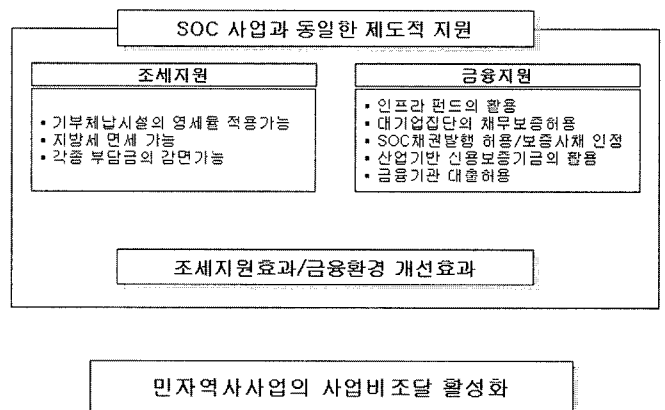 SOC 사업과 동일한 제도적 지원
조세지원
▪ 기부체납시설의 영세율 적용가능
▪ 지방세 면세 가능
▪ 각종 부담금의 감면가능
금융지원
▪ 인프라 펀드의 활용
▪ 대기업집단의 채무보증허용
▪ SOC채권발행 허용/보증사채 인정
▪ 산업기반 신용보증기금의 활용
▪ 금융기관 대출허용
조세지원효과/금융환경 개선효과
민자역사사업의 사업비조달 활성화